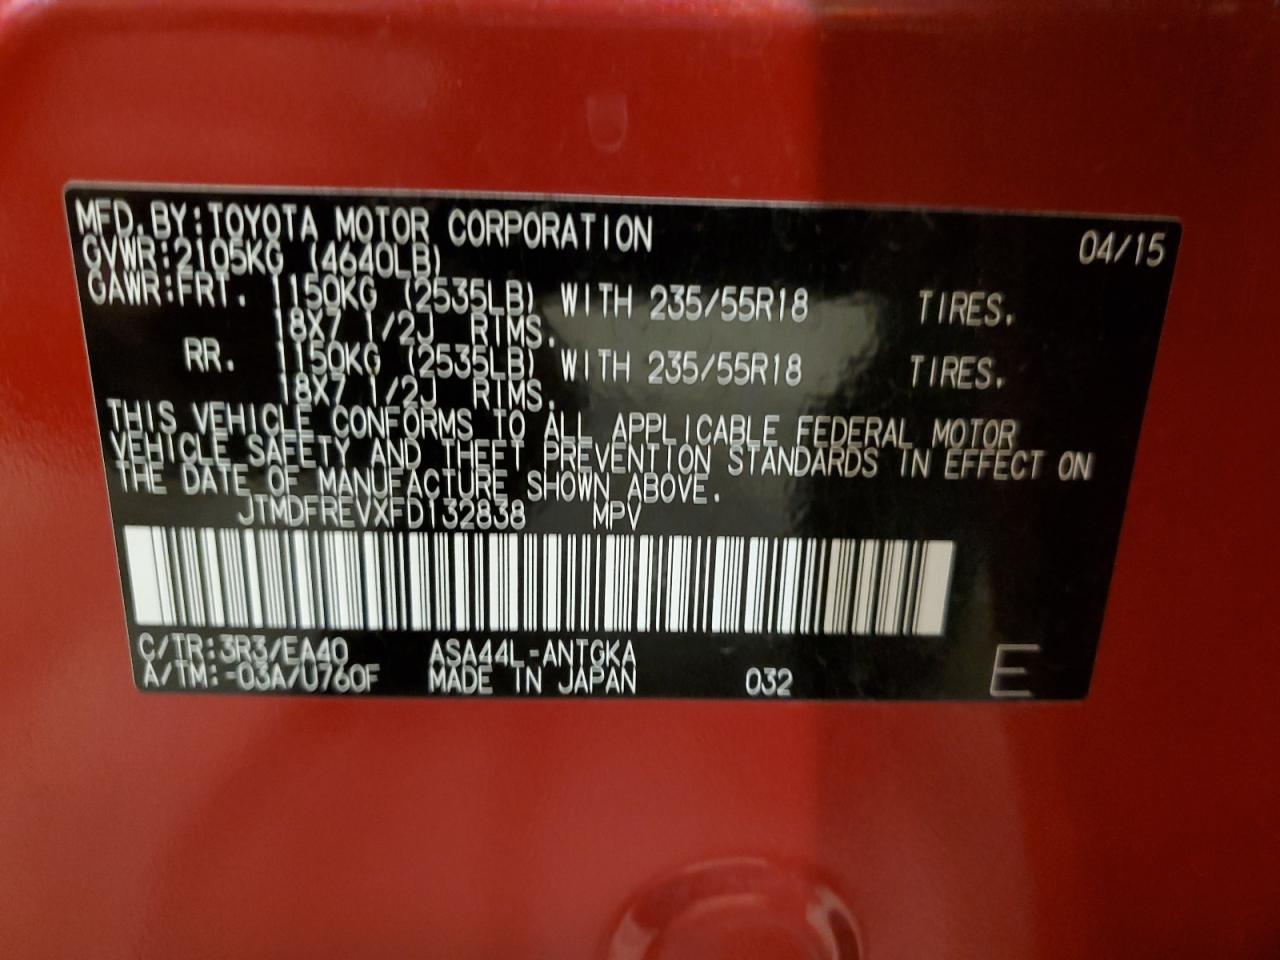 MFD.BY:TOYOTA MOTOR CORPORATION 04/15
GVWR:2105KG (4640LB)
GAWR:FRT. 1150KG (2535LB) WITH 235/55R18 TIRES.
18X7 1/2J RIMS.
RR. 1150KG (2535LB) WITH 235/55R18 TIRES.
18X7 1/2J RIMS.
THIS VEHICLE CONFORMS TO ALL APPLICABLE FEDERAL MOTOR
VEHICLE SAFETY AND THEFT PREVENTION STANDARDS IN EFFECT ON
THE DATE OF MANUFACTURE SHOWN ABOVE.
JTMDFREVXFD132838 MPV
C/TR:3R3/EA40 ASA44L-ANTGKA
A/TM:-03A/U760F MADE IN JAPAN 032 E